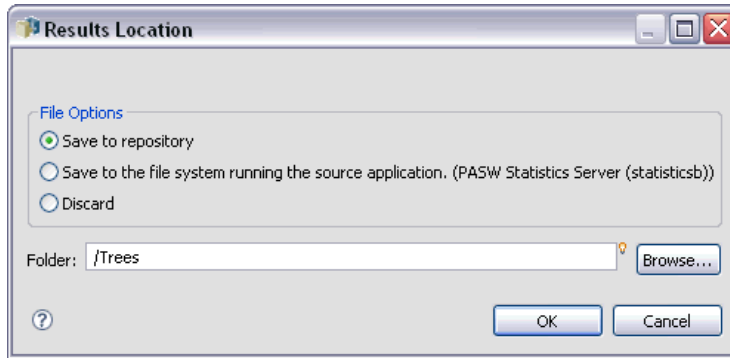 Results Location
File Options
Save to repository
Save to the file system running the source application. (PASW Statistics Server (statisticsb))
Discard
Folder: /Trees Browse...
? OK Cancel